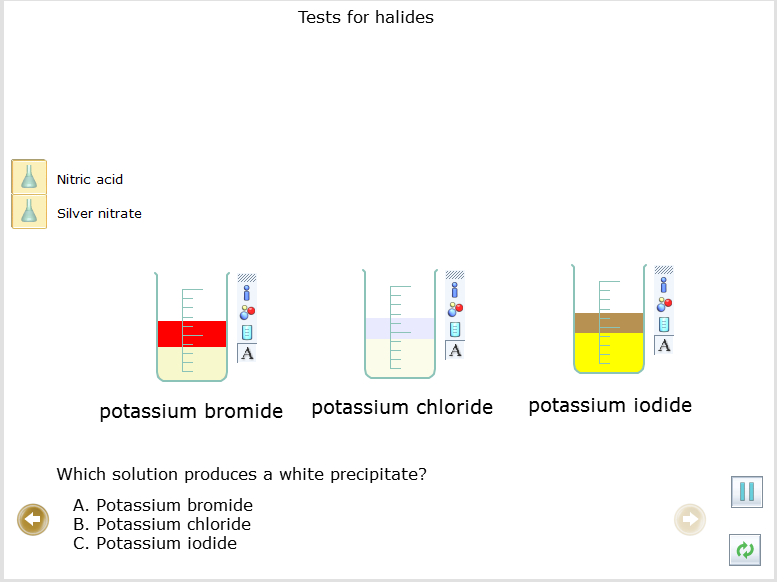 Tests for halides
Nitric acid
Silver nitrate
A
A
A
potassium bromide
potassium chloride
potassium iodide
Which solution produces a white precipitate?
A. Potassium bromide
B. Potassium chloride
C. Potassium iodide